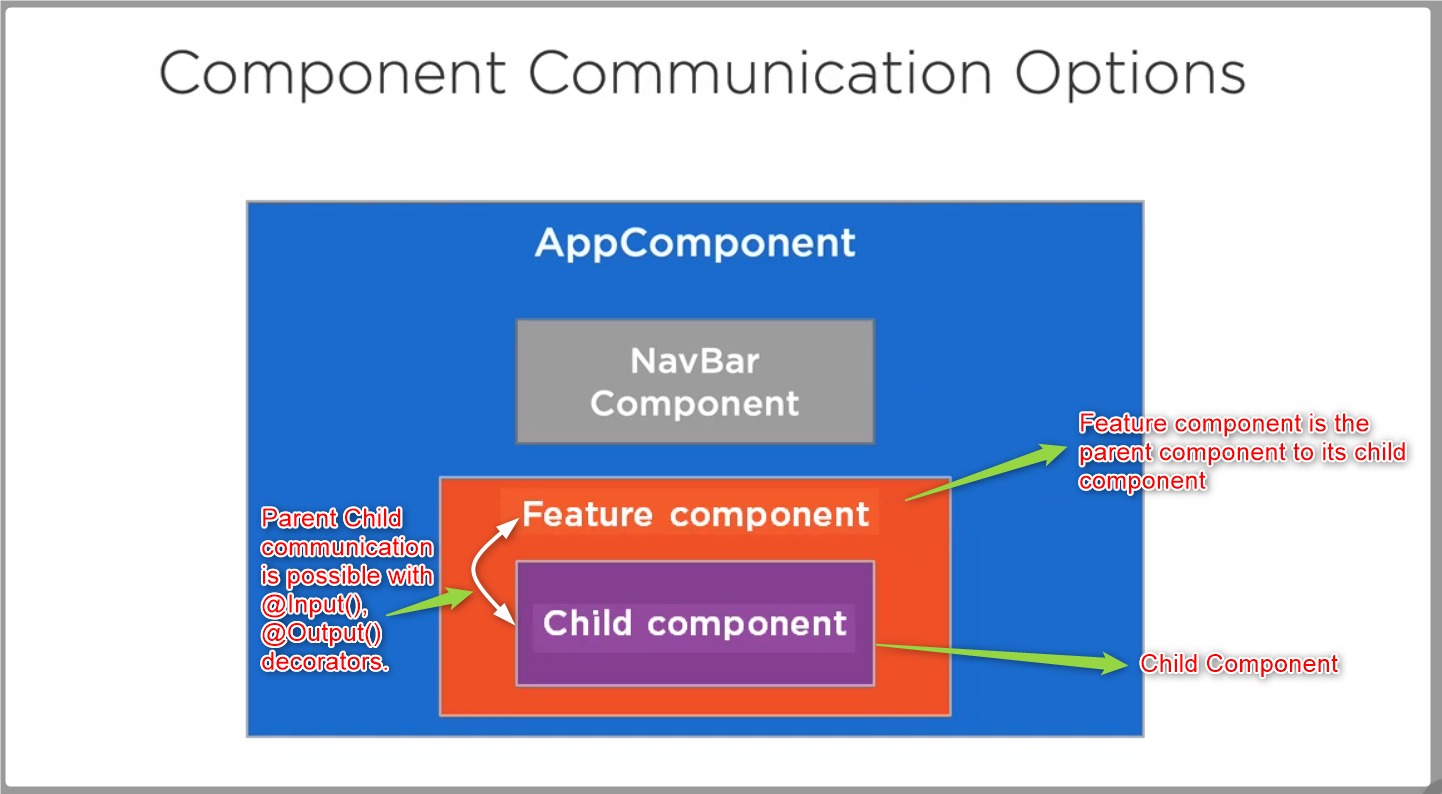 Component Communication Options
AppComponent
NavBar
Component
Feature component is the
parent component to its child
component
Feature component
Parent Child
communication
is possible with
@Input(),
@Output()
decorators.
Child component
Child Component